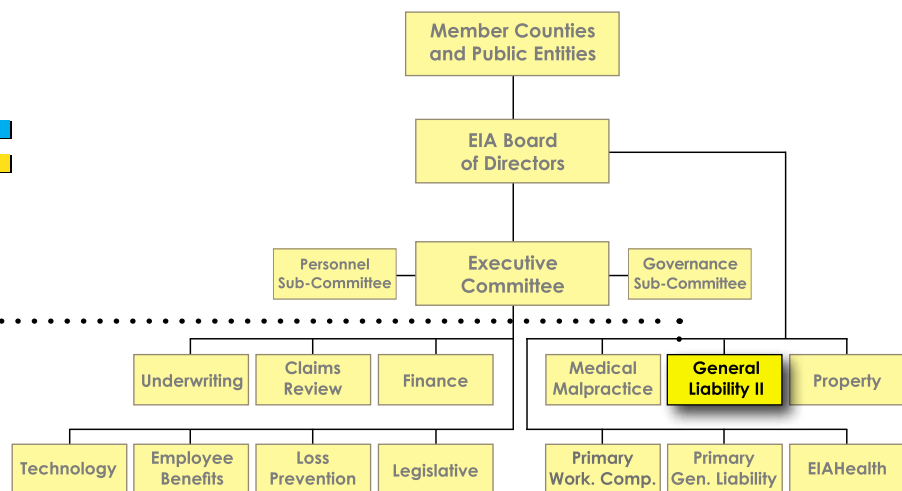 Member Counties
and Public Entities
EIA Board
of Directors
Personnel
Sub-Committee
Executive
Committee
Governance
Sub-Committee
Underwriting
Claims
Review
Finance
Medical
Malpractice
General
Liability II
Property
Technology
Employee
Benefits
Loss
Prevention
Legislative
Primary
Work. Comp.
Primary
Gen. Liability
EIAHealth